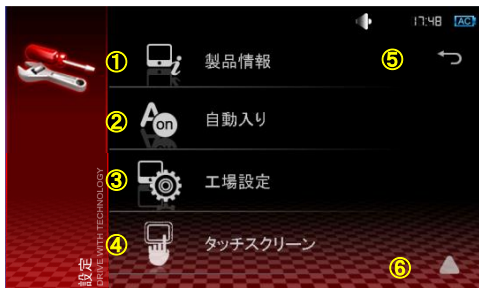 17:48 AC
① 製品情報 ⑤
② Aon 自動入り
③ 工場設定
④ タッチスクリーン
⑥
設定
DRIVE WITH TECHNOLOGY